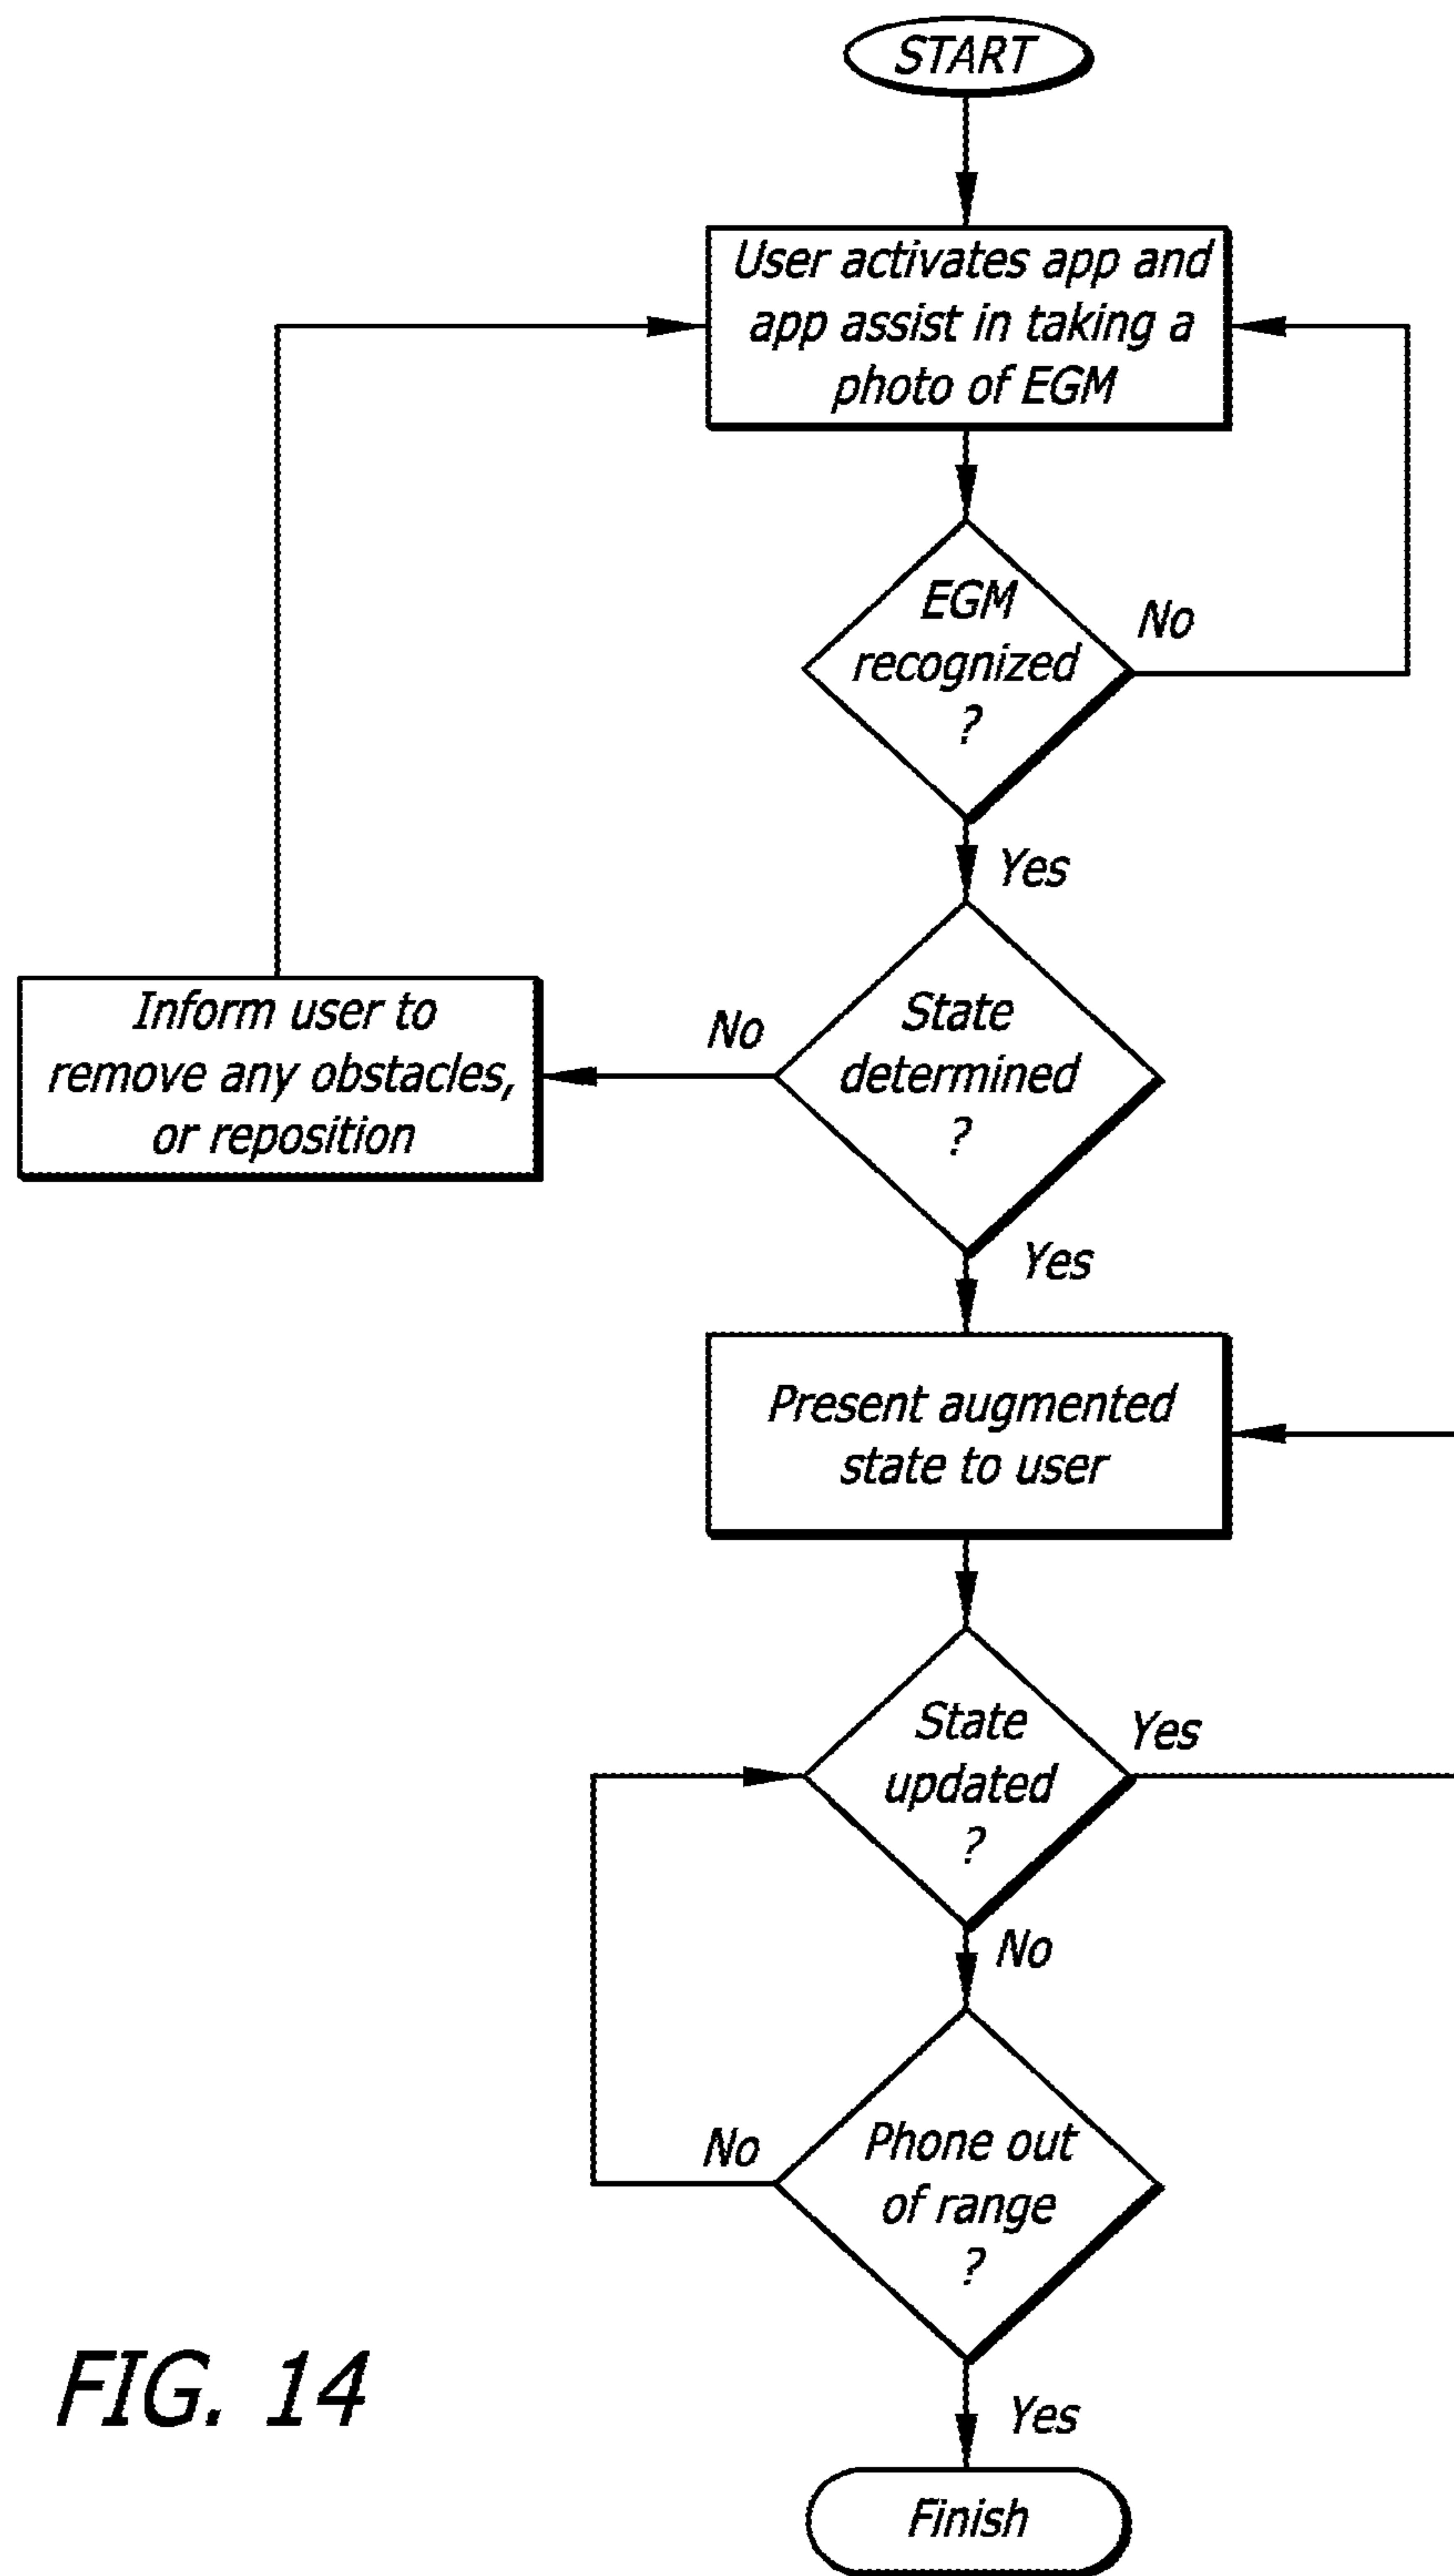 START
User activates app and
app assist in taking a
photo of EGM
EGM
recognized
?
No
Yes
State
determined
?
No
Inform user to
remove any obstacles,
or reposition
Yes
Present augmented
state to user
State
updated
?
Yes
No
Phone out
of range
?
No
Yes
Finish
FIG. 14